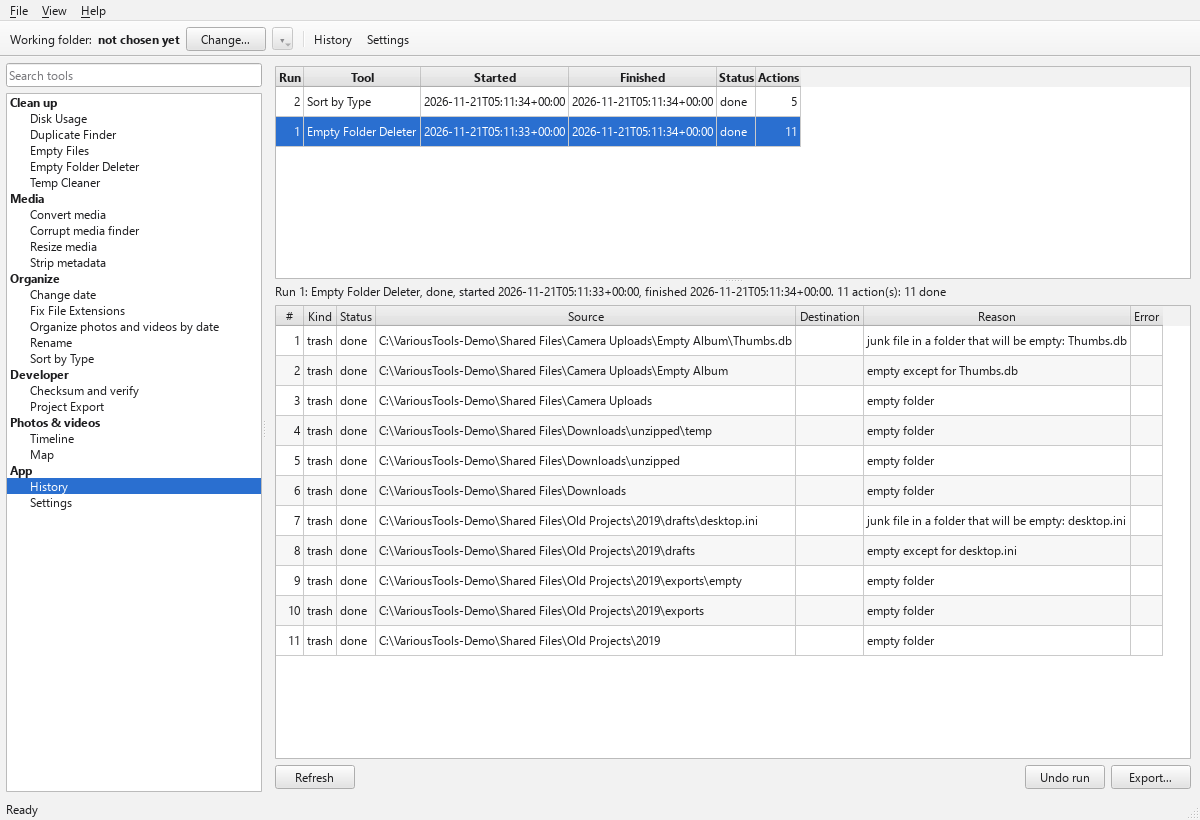 File View Help
Working folder: not chosen yet Change... History Settings
Search tools
Clean up
Disk Usage
Duplicate Finder
Empty Files
Empty Folder Deleter
Temp Cleaner
Media
Convert media
Corrupt media finder
Resize media
Strip metadata
Organize
Change date
Fix File Extensions
Organize photos and videos by date
Rename
Sort by Type
Developer
Checksum and verify
Project Export
Photos & videos
Timeline
Map
App
History
Settings
Run Tool Started Finished Status Actions
2 Sort by Type 2026-11-21T05:11:34+00:00 2026-11-21T05:11:34+00:00 done 5
1 Empty Folder Deleter 2026-11-21T05:11:33+00:00 2026-11-21T05:11:34+00:00 done 11
Run 1: Empty Folder Deleter, done, started 2026-11-21T05:11:33+00:00, finished 2026-11-21T05:11:34+00:00. 11 action(s): 11 done
# Kind Status Source Destination Reason Error
1 trash done C:\VariousTools-Demo\Shared Files\Camera Uploads\Empty Album\Thumbs.db junk file in a folder that will be empty: Thumbs.db
2 trash done C:\VariousTools-Demo\Shared Files\Camera Uploads\Empty Album empty except for Thumbs.db
3 trash done C:\VariousTools-Demo\Shared Files\Camera Uploads empty folder
4 trash done C:\VariousTools-Demo\Shared Files\Downloads\unzipped\temp empty folder
5 trash done C:\VariousTools-Demo\Shared Files\Downloads\unzipped empty folder
6 trash done C:\VariousTools-Demo\Shared Files\Downloads empty folder
7 trash done C:\VariousTools-Demo\Shared Files\Old Projects\2019\drafts\desktop.ini junk file in a folder that will be empty: desktop.ini
8 trash done C:\VariousTools-Demo\Shared Files\Old Projects\2019\drafts empty except for desktop.ini
9 trash done C:\VariousTools-Demo\Shared Files\Old Projects\2019\exports\empty empty folder
10 trash done C:\VariousTools-Demo\Shared Files\Old Projects\2019\exports empty folder
11 trash done C:\VariousTools-Demo\Shared Files\Old Projects\2019 empty folder
Refresh Undo run Export...
Ready